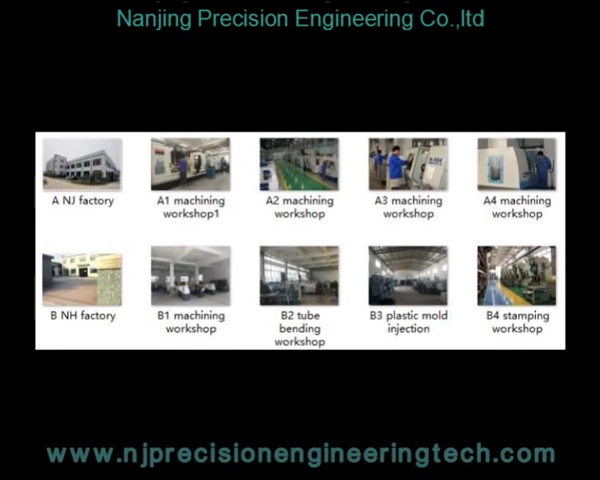 Nanjing Precision Engineering Co.,ltd
A NJ factory
A1 machining
workshop1
A2 machining
workshop
A3 machining
workshop
A4 machining
workshop
B NH factory
B1 machining
workshop
B2 tube
bending
workshop
B3 plastic mold
injection
B4 stamping
workshop
www.njprecisionengineeringtech.com